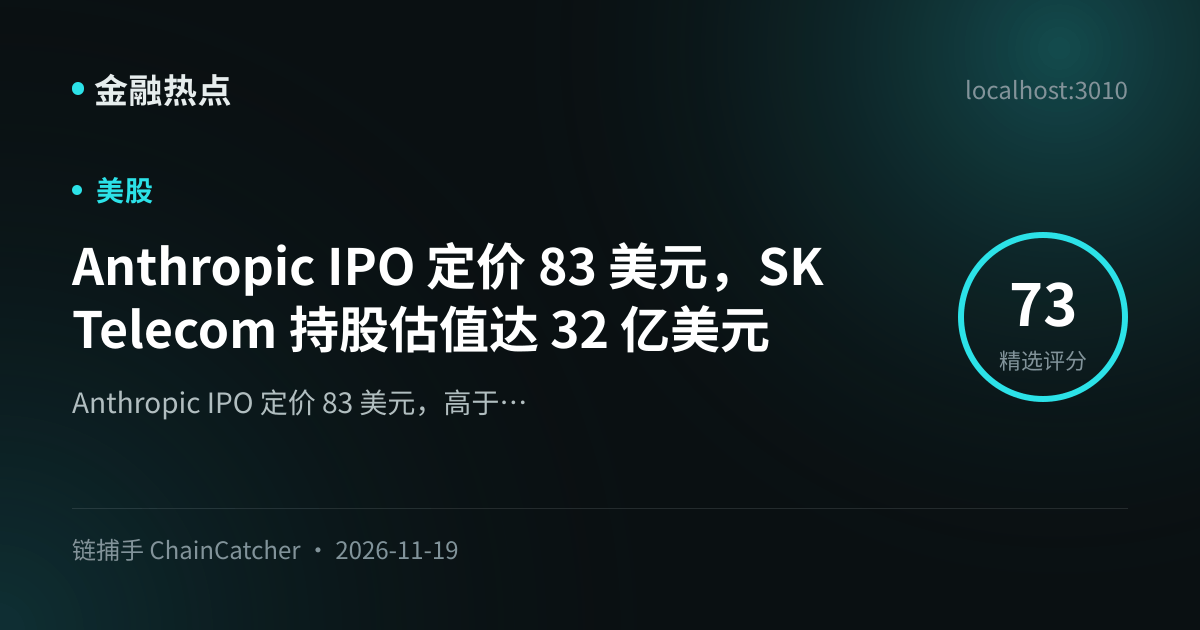 金融热点
localhost:3010
美股
Anthropic IPO 定价 83 美元，SK
Telecom 持股估值达 32 亿美元
73
精选评分
Anthropic IPO 定价 83 美元，高于…
链捕手 ChainCatcher · 2026-11-19